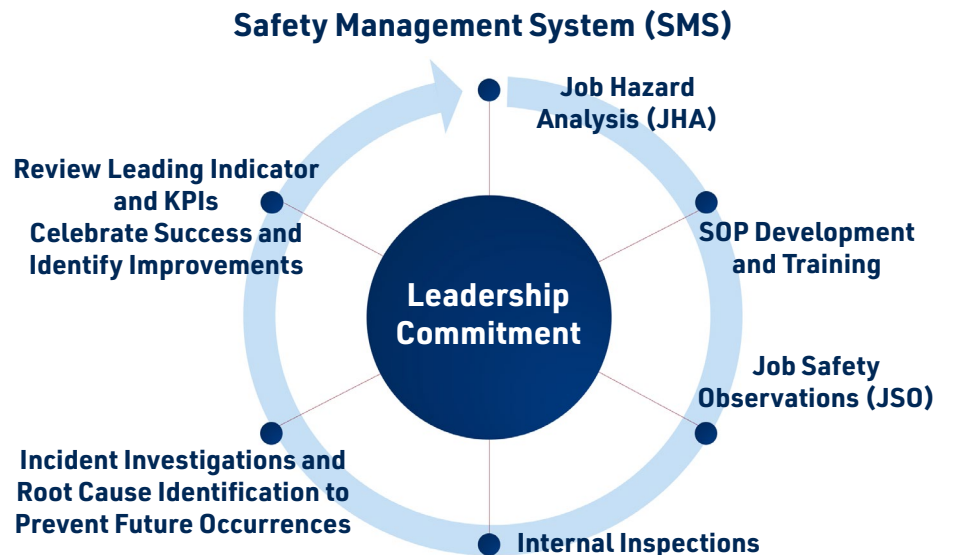 Safety Management System (SMS)
Job Hazard
Analysis (JHA)
SOP Development
and Training
Job Safety
Observations (JSO)
Internal Inspections
Incident Investigations and
Root Cause Identification to
Prevent Future Occurrences
Review Leading Indicator
and KPIs
Celebrate Success and
Identify Improvements
Leadership
Commitment